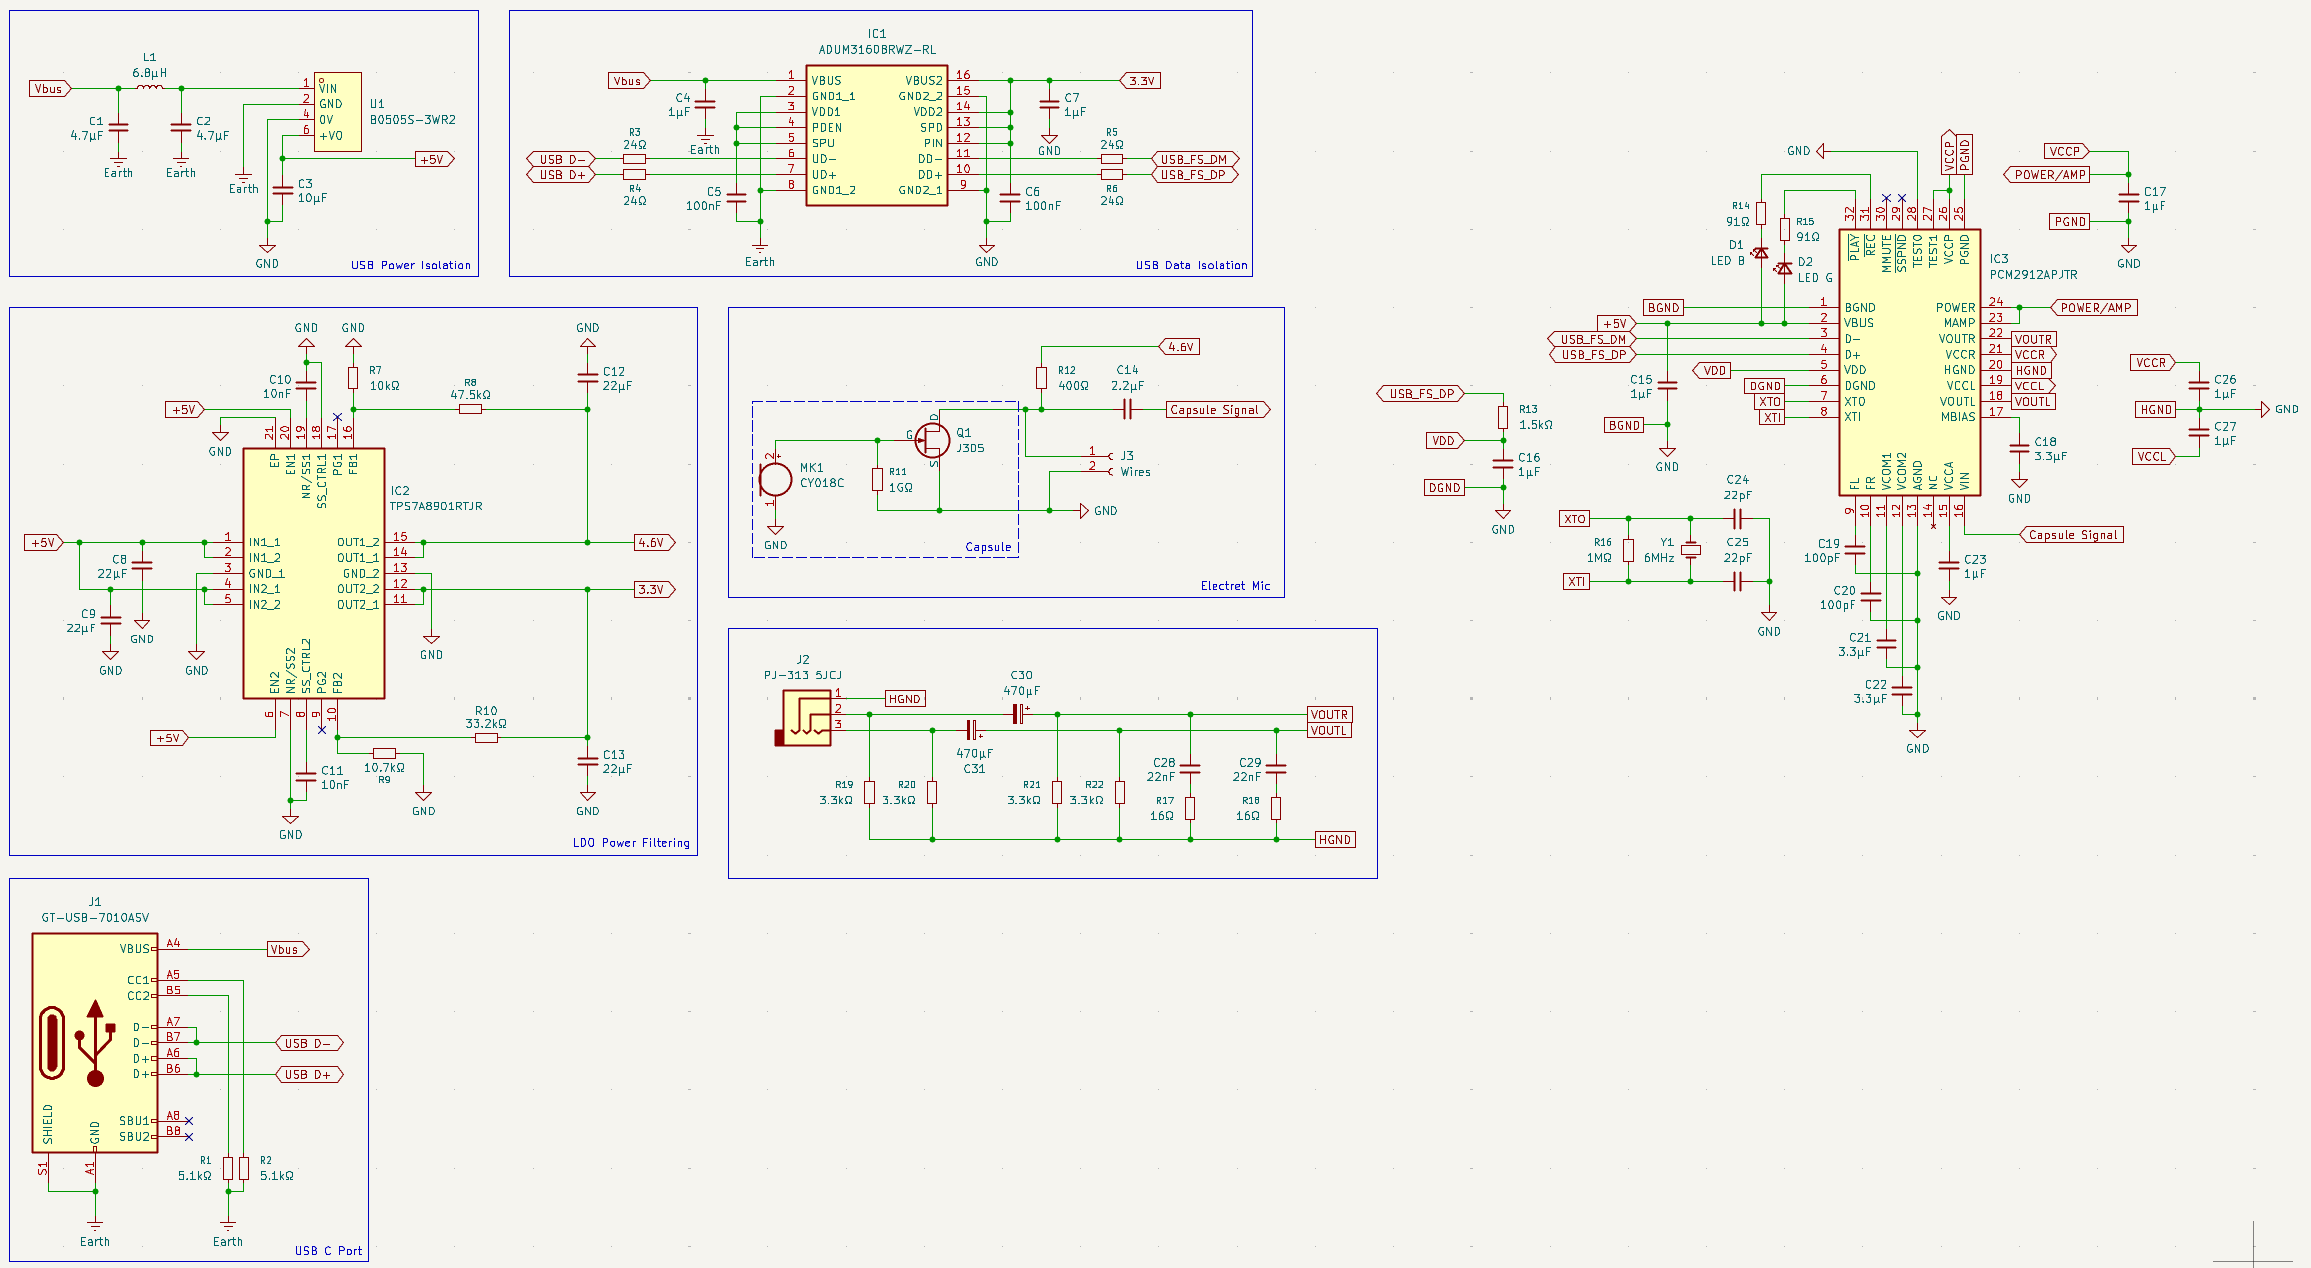 L1
6.8µH
Vbus
C1
4.7µF
Earth
C2
4.7µF
Earth
1
2
4
6
VIN
GND
0V
+VO
U1
B0505S-3WR2
Earth
+5V
C3
10µF
GND
USB Power Isolation
IC1
ADUM3160BRWZ-RL
Vbus
C4
1µF
Earth
R3
24Ω
USB D-
USB D+
R4
24Ω
C5
100nF
Earth
1
2
3
4
5
6
7
8
VBUS
GND1_1
VDD1
PDEN
SPU
UD-
UD+
GND1_2
VBUS2
GND2_2
VDD2
SPD
PIN
DD-
DD+
GND2_1
16
15
14
13
12
11
10
9
3.3V
C7
1µF
GND
R5
24Ω
USB_FS_DM
USB_FS_DP
R6
24Ω
C6
100nF
GND
USB Data Isolation
GND
GND
GND
C10
10nF
R7
10kΩ
R8
47.5kΩ
C12
22µF
+5V
GND
21
20
19
18
17
16
EP
EN1
NR/SS1
SS_CTRL1
PG1
FB1
IC2
TPS7A8901RTJR
+5V
C8
22µF
C9
22µF
GND
GND
GND
1
2
3
4
5
IN1_1
IN1_2
GND_1
IN2_1
IN2_2
OUT1_2
OUT1_1
GND_2
OUT2_2
OUT2_1
15
14
13
12
11
4.6V
3.3V
GND
EN2
NR/SS2
SS_CTRL2
PG2
FB2
6
7
8
9
10
+5V
R10
33.2kΩ
10.7kΩ
R9
C11
10nF
C13
22µF
GND
GND
GND
LDO Power Filtering
4.6V
R12
400Ω
C14
2.2µF
Capsule Signal
D
G
S
Q1
J305
MK1
CY018C
2
+
1
R11
1GΩ
1
2
J3
Wires
GND
GND
Capsule
Electret Mic
J2
PJ-313 5JCJ
1
2
3
HGND
C30
470µF
+
+
470µF
C31
VOUTR
VOUTL
R19
3.3kΩ
R20
3.3kΩ
R21
3.3kΩ
R22
3.3kΩ
C28
22nF
R17
16Ω
C29
22nF
R18
16Ω
HGND
J1
GT-USB-7010ASV
VBUS
CC1
CC2
D-
D-
D+
D+
SBU1
SBU2
A4
A5
B5
A7
B7
A6
B6
A8
B8
SHIELD
GND
S1
A1
Vbus
USB D-
USB D+
R1
5.1kΩ
R2
5.1kΩ
Earth
Earth
USB C Port
GND
VCCP
PGND
R14
91Ω
R15
91Ω
D1
LED B
D2
LED G
32
31
30
29
28
27
26
25
PLAY
REC
MMUTE
SSPND
TEST0
TEST1
VCCP
PGND
IC3
PCM2912APJTR
VCCP
POWER/AMP
C17
1µF
PGND
GND
BGND
+5V
USB_FS_DM
USB_FS_DP
VDD
DGND
XTO
XTI
1
2
3
4
5
6
7
8
BGND
VBUS
D-
D+
VDD
DGND
XTO
XTI
POWER
MAMP
VOUTR
VCCR
HGND
VCCL
VOUTL
MBIAS
24
23
22
21
20
19
18
17
POWER/AMP
VOUTR
VCCR
HGND
VCCL
VOUTL
C15
1µF
BGND
GND
USB_FS_DP
R13
1.5kΩ
VDD
C16
1µF
DGND
GND
C18
3.3µF
GND
VCCR
C26
1µF
HGND
GND
C27
1µF
VCCL
FL
FR
VCOM1
VCOM2
AGND
NC
VCCA
VIN
9
10
11
12
13
14
15
16
Capsule Signal
C19
100pF
C20
100pF
C21
3.3µF
C22
3.3µF
C23
1µF
GND
GND
C24
22pF
XTO
R16
1MΩ
Y1
6MHz
C25
22pF
XTI
GND